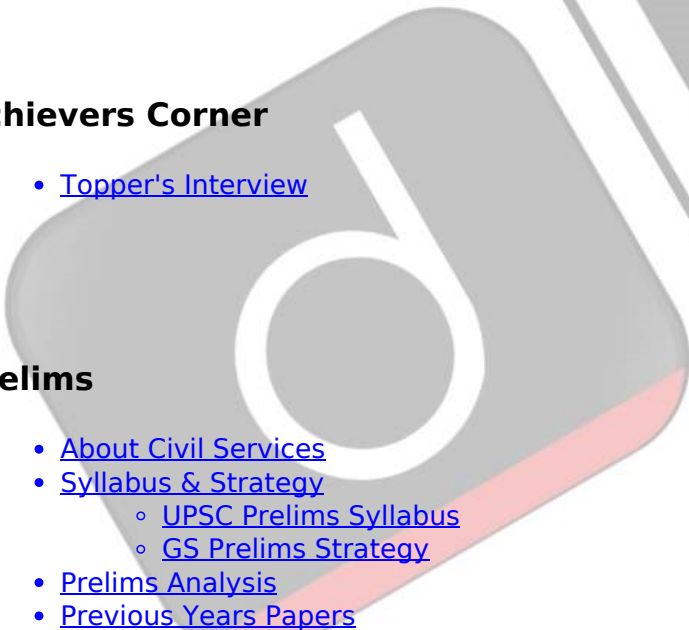 hievers Corner
• Topper's Interview
elims
• About Civil Services
• Syllabus & Strategy
◦ UPSC Prelims Syllabus
◦ GS Prelims Strategy
• Prelims Analysis
• Previous Years Papers